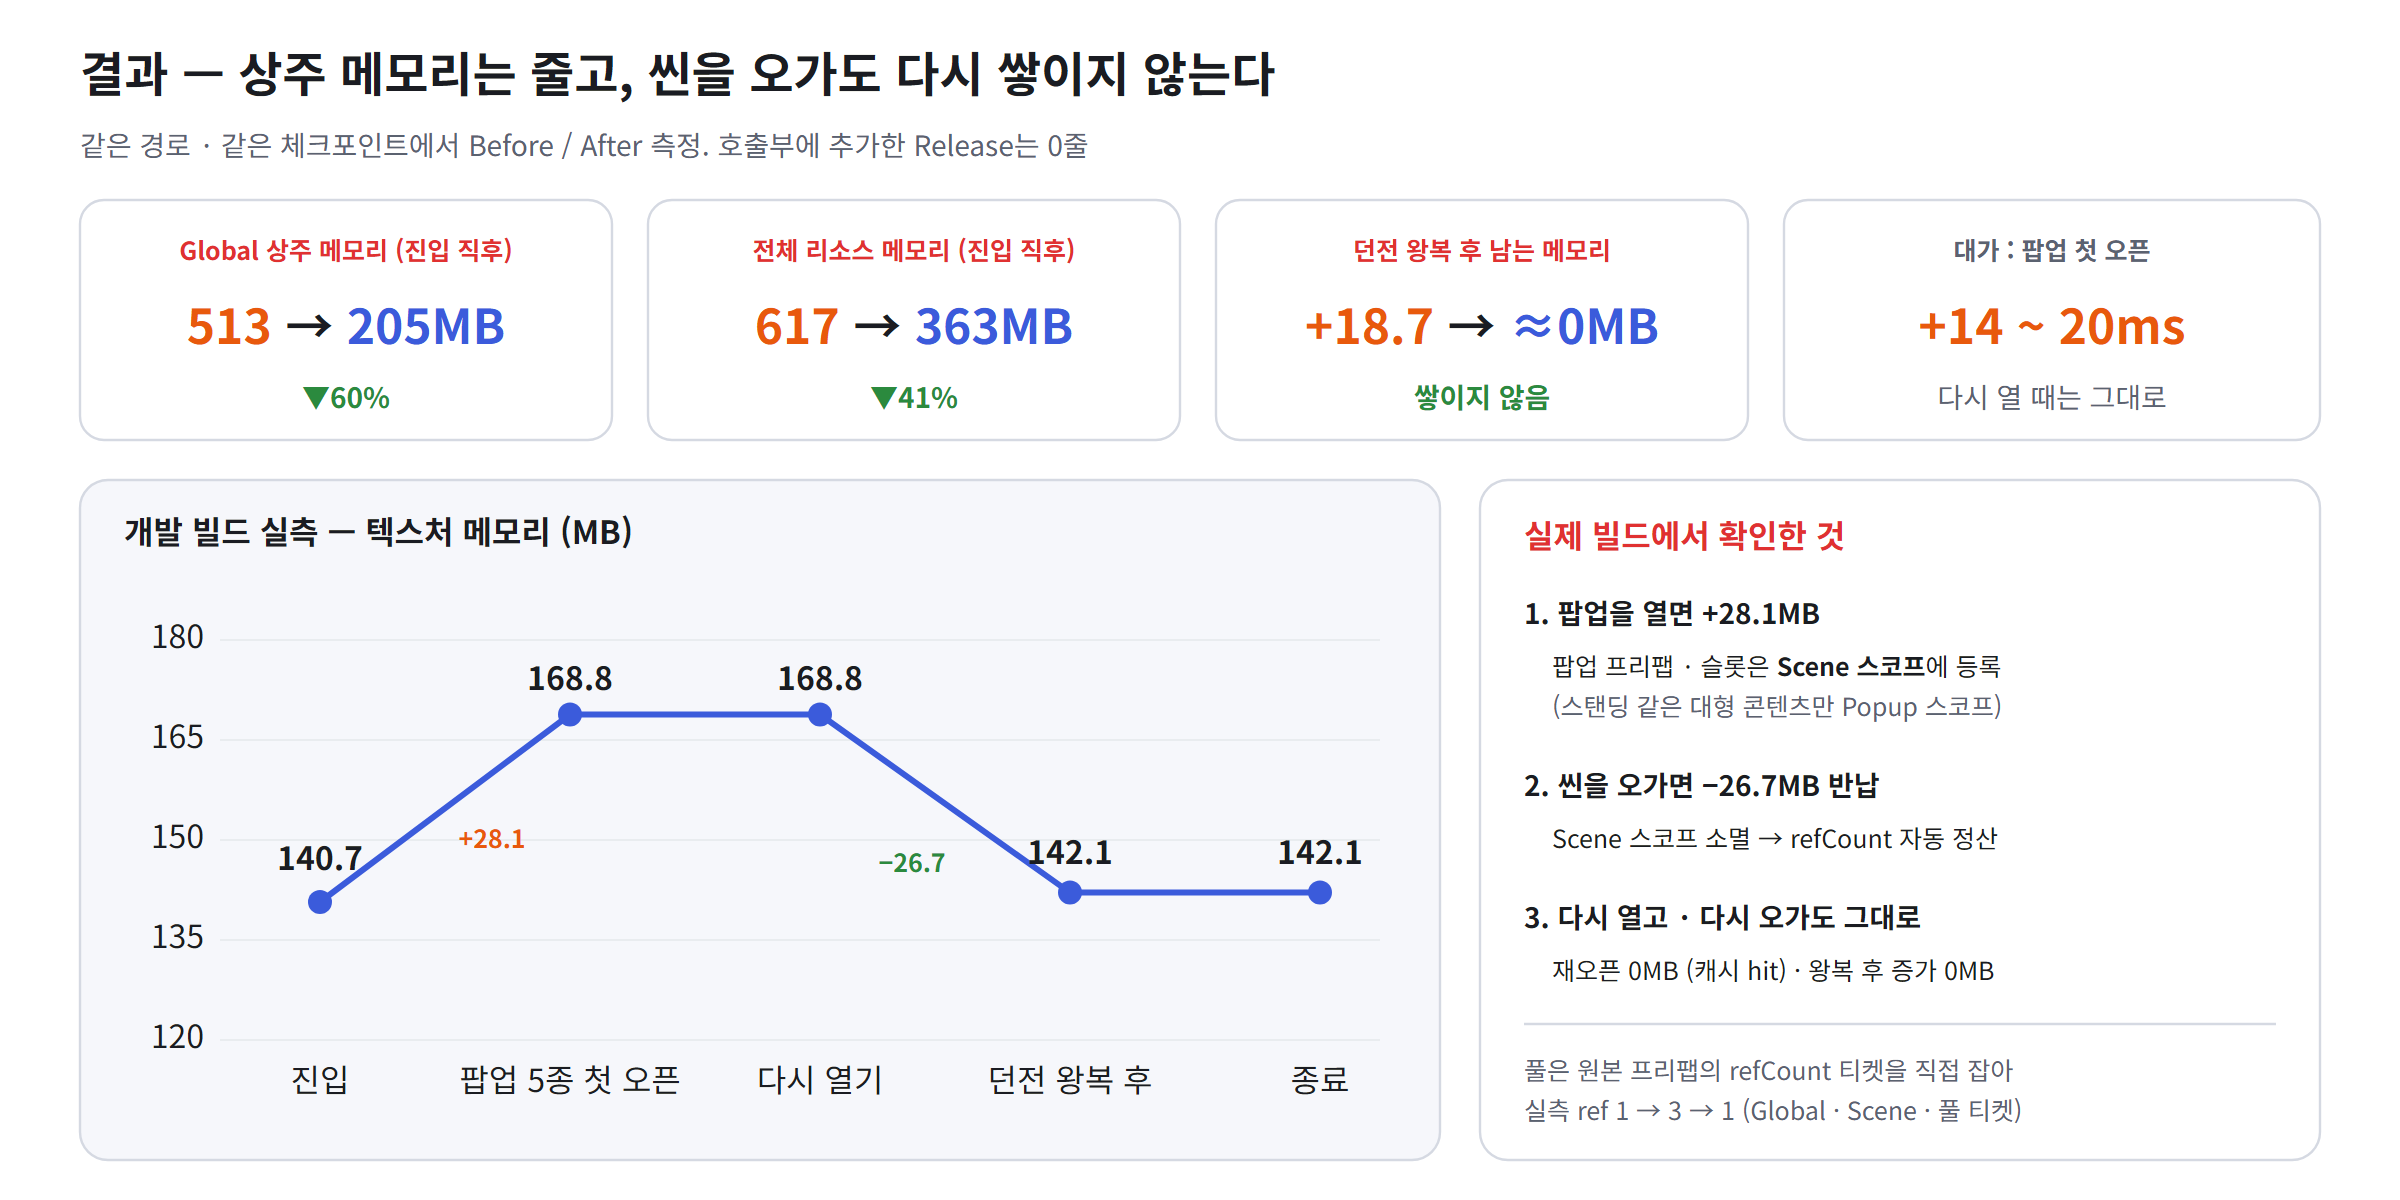 결과 — 상주 메모리는 줄고, 씬을 오가도 다시 쌓이지 않는다
같은 경로 · 같은 체크포인트에서 Before / After 측정. 호출부에 추가한 Release는 0줄
Global 상주 메모리 (진입 직후)
513 → 205MB
▼60%
전체 리소스 메모리 (진입 직후)
617 → 363MB
▼41%
던전 왕복 후 남는 메모리
+18.7 → ≈0MB
쌓이지 않음
대가 : 팝업 첫 오픈
+14 ~ 20ms
다시 열 때는 그대로
개발 빌드 실측 — 텍스처 메모리 (MB)
180
165
150
135
120
140.7
168.8
168.8
142.1
142.1
+28.1
−26.7
진입
팝업 5종 첫 오픈
다시 열기
던전 왕복 후
종료
실제 빌드에서 확인한 것
1. 팝업을 열면 +28.1MB
팝업 프리팹 · 슬롯은 Scene 스코프에 등록
(스탠딩 같은 대형 콘텐츠만 Popup 스코프)
2. 씬을 오가면 −26.7MB 반납
Scene 스코프 소멸 → refCount 자동 정산
3. 다시 열고 · 다시 오가도 그대로
재오픈 0MB (캐시 hit) · 왕복 후 증가 0MB
풀은 원본 프리팹의 refCount 티켓을 직접 잡아
실측 ref 1 → 3 → 1 (Global · Scene · 풀 티켓)